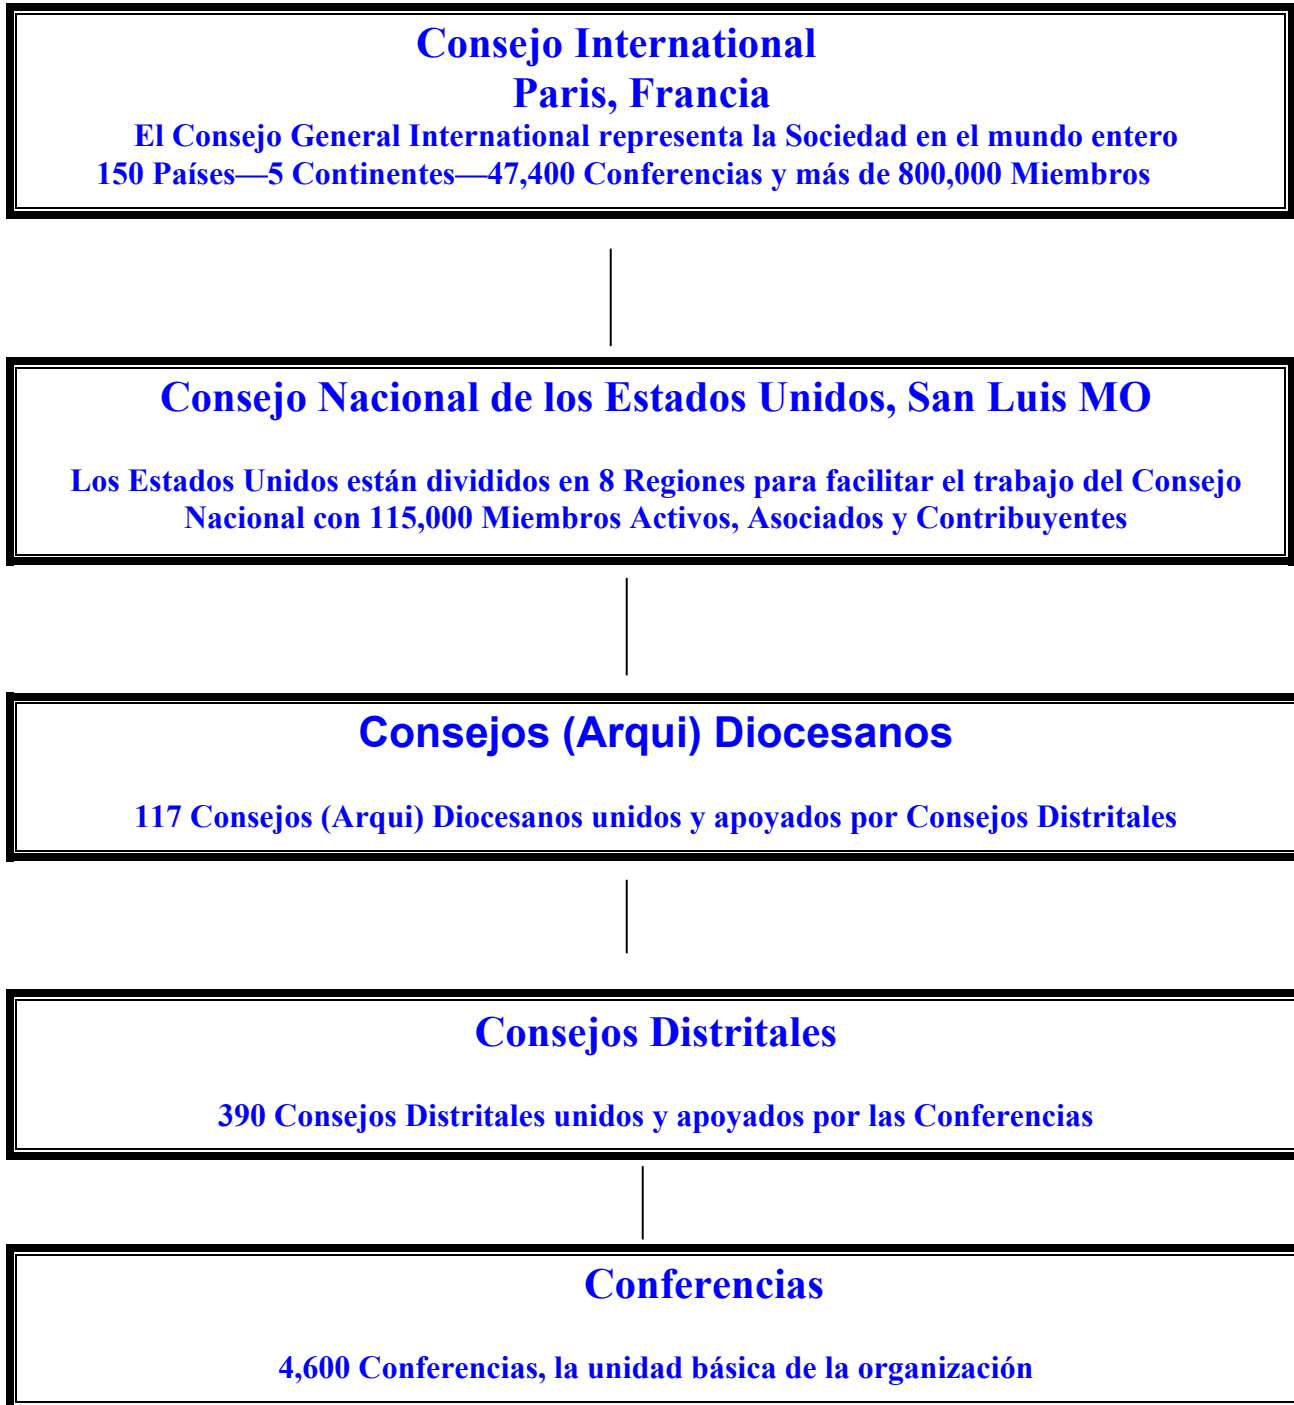 Consejo International
Paris, Francia
El Consejo General International representa la Sociedad en el mundo entero
150 Países—5 Continentes—47,400 Conferencias y más de 800,000 Miembros
Consejo Nacional de los Estados Unidos, San Luis MO
Los Estados Unidos están divididos en 8 Regiones para facilitar el trabajo del Consejo
Nacional con 115,000 Miembros Activos, Asociados y Contribuyentes
Consejos (Arqui) Diocesanos
117 Consejos (Arqui) Diocesanos unidos y apoyados por Consejos Distritales
Consejos Distritales
390 Consejos Distritales unidos y apoyados por las Conferencias
Conferencias
4,600 Conferencias, la unidad básica de la organización